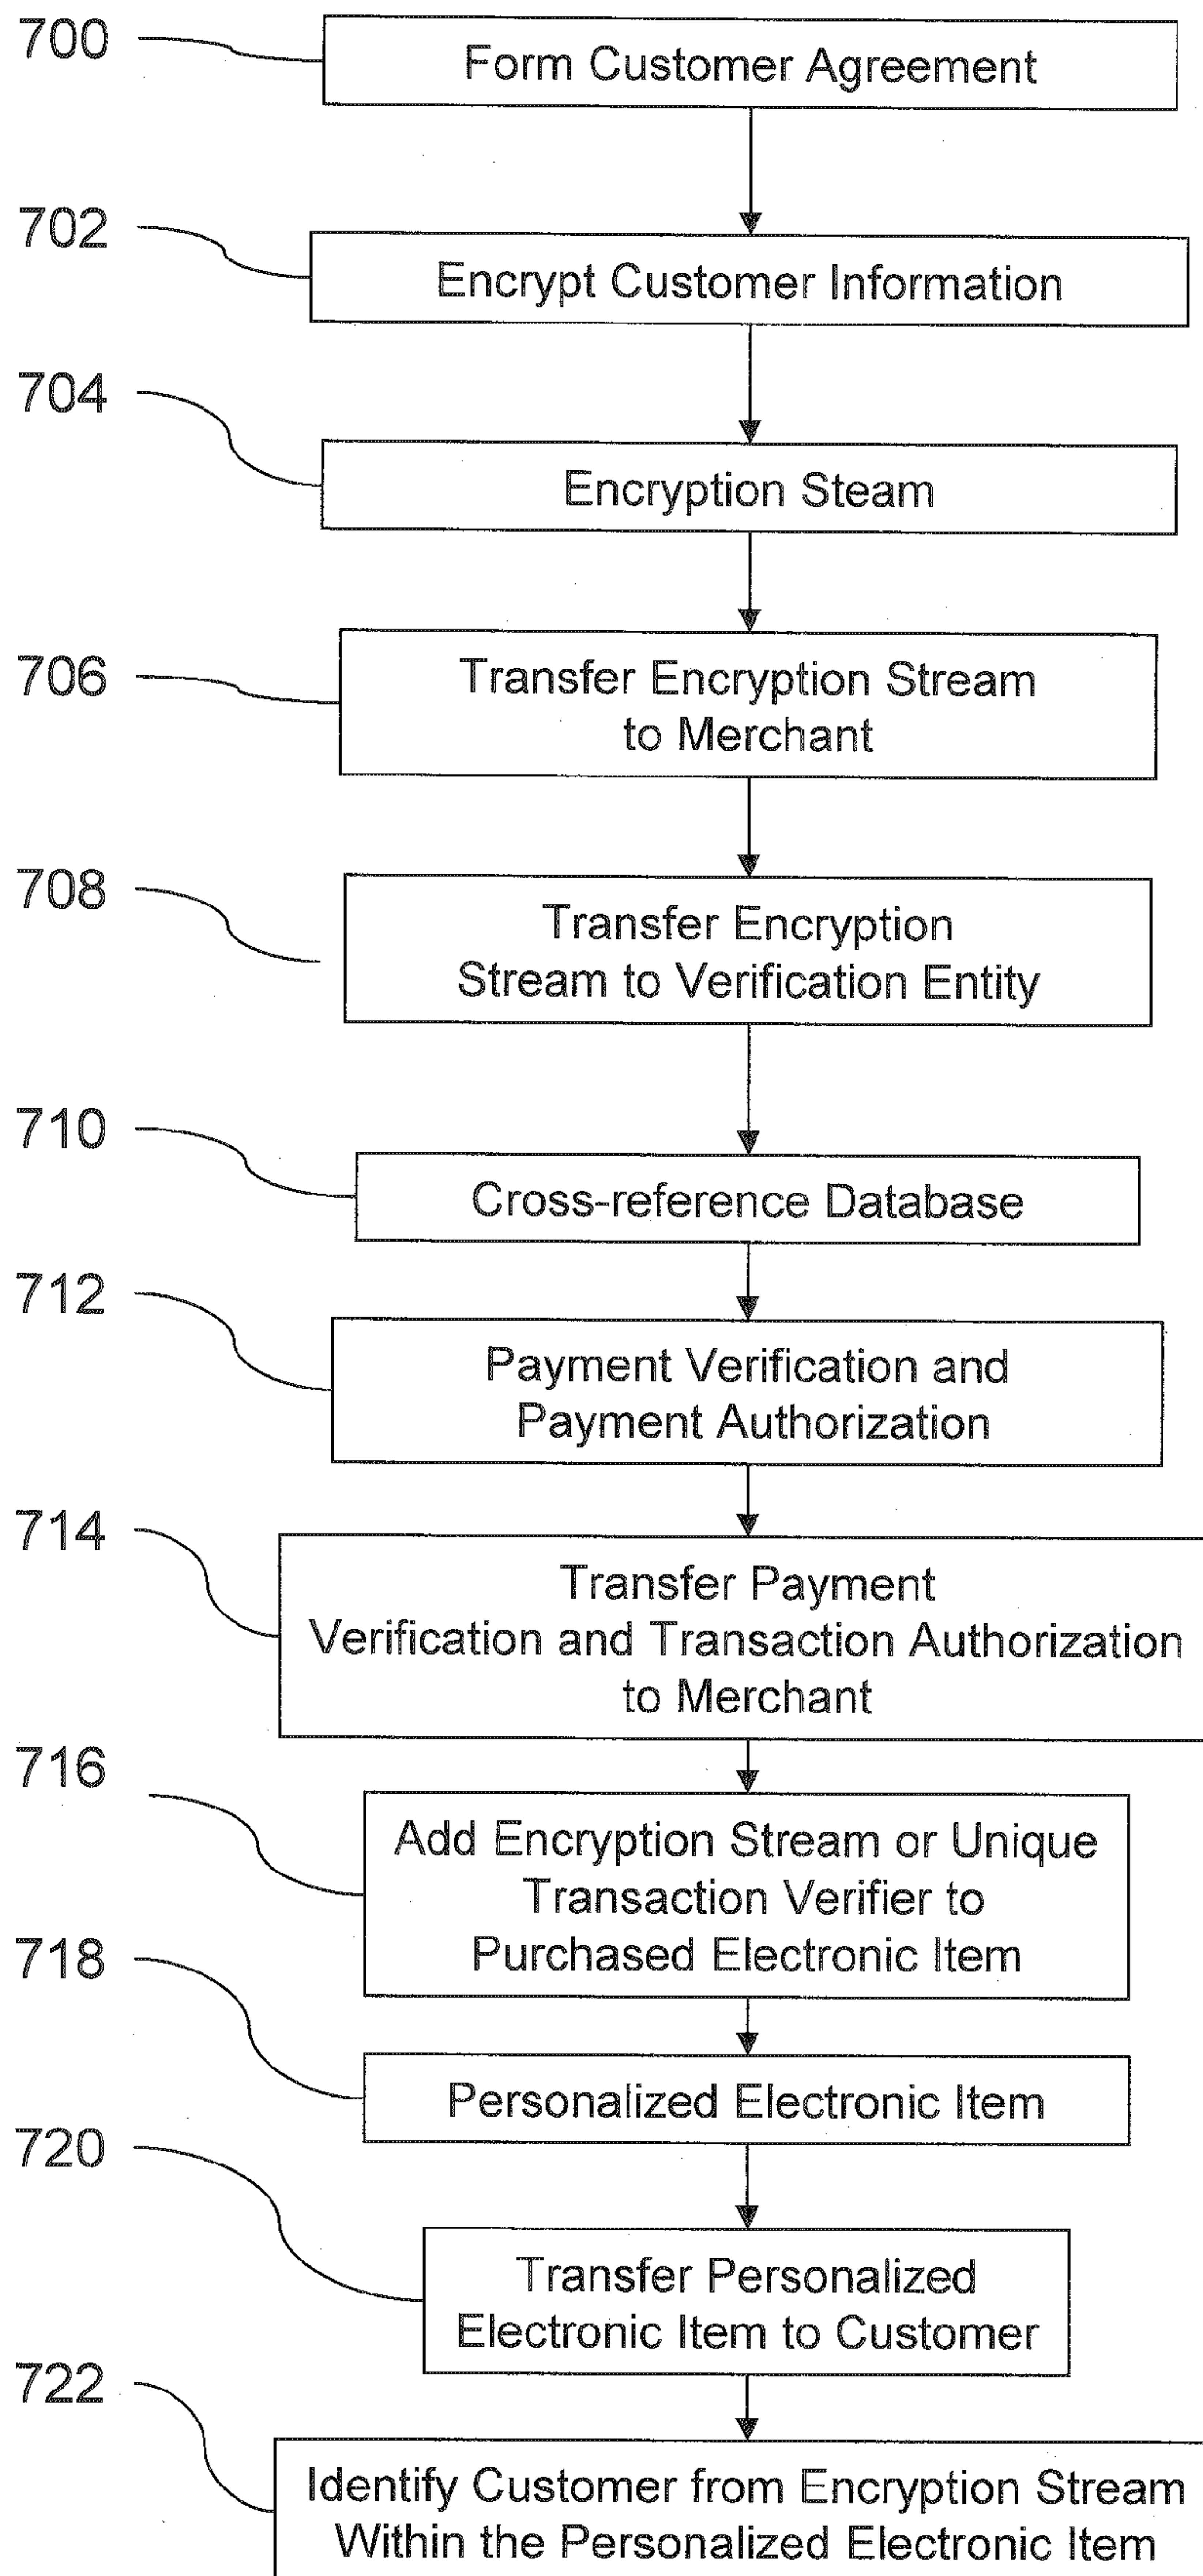 700
Form Customer Agreement
702
Encrypt Customer Information
704
Encryption Steam
706
Transfer Encryption Stream
to Merchant
708
Transfer Encryption
Stream to Verification Entity
710
Cross-reference Database
712
Payment Verification and
Payment Authorization
714
Transfer Payment
Verification and Transaction Authorization
to Merchant
716
Add Encryption Stream or Unique
Transaction Verifier to
Purchased Electronic Item
718
Personalized Electronic Item
720
Transfer Personalized
Electronic Item to Customer
722
Identify Customer from Encryption Stream
Within the Personalized Electronic Item